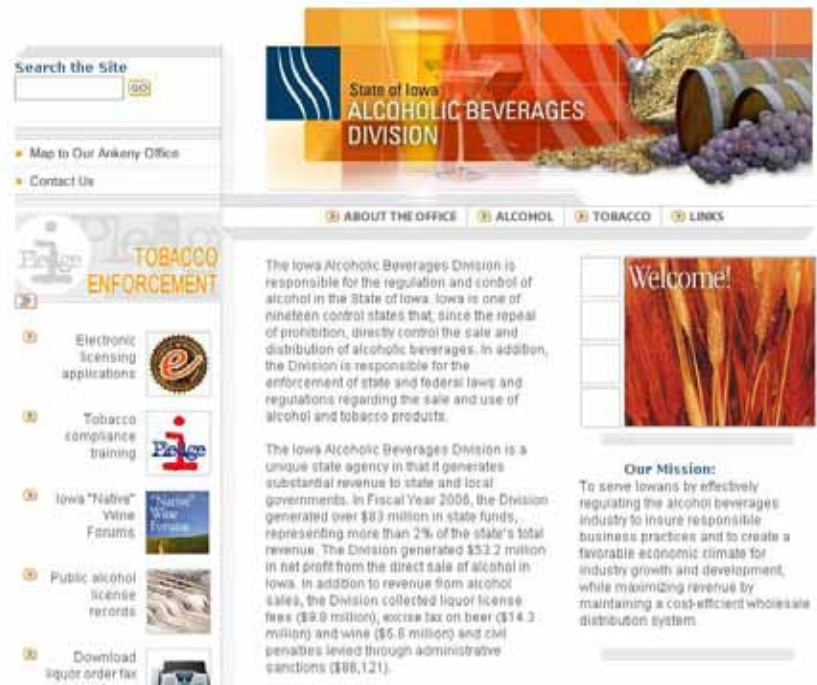 Search the Site
GO
Map to Our Ankeny Office
Contact Us
Pledge
TOBACCO
ENFORCEMENT
Electronic
licensing
applications
e
Tobacco
compliance
training
i
Pledge
Iowa "Native"
Wine
Forums
"Native"
Wine
Forums
Public alcohol
license
records
Download
liquor order fax
State of Iowa
ALCOHOLIC BEVERAGES
DIVISION
ABOUT THE OFFICE
ALCOHOL
TOBACCO
LINKS
The Iowa Alcoholic Beverages Division is
responsible for the regulation and control of
alcohol in the State of Iowa. Iowa is one of
nineteen control states that, since the repeal
of prohibition, directly control the sale and
distribution of alcoholic beverages. In addition,
the Division is responsible for the
enforcement of state and federal laws and
regulations regarding the sale and use of
alcohol and tobacco products.
The Iowa Alcoholic Beverages Division is a
unique state agency in that it generates
substantial revenue to state and local
governments. In Fiscal Year 2006, the Division
generated over $83 million in state funds,
representing more than 2% of the state's total
revenue. The Division generated $53.2 million
in net profit from the direct sale of alcohol in
Iowa. In addition to revenue from alcohol
sales, the Division collected liquor license
fees ($9.9 million), excise tax on beer ($14.3
million) and wine ($5.6 million) and civil
penalties levied through administrative
sanctions ($86,121).
Welcome!
Our Mission:
To serve Iowans by effectively
regulating the alcohol beverages
industry to insure responsible
business practices and to create a
favorable economic climate for
industry growth and development,
while maximizing revenue by
maintaining a cost-efficient wholesale
distribution system.